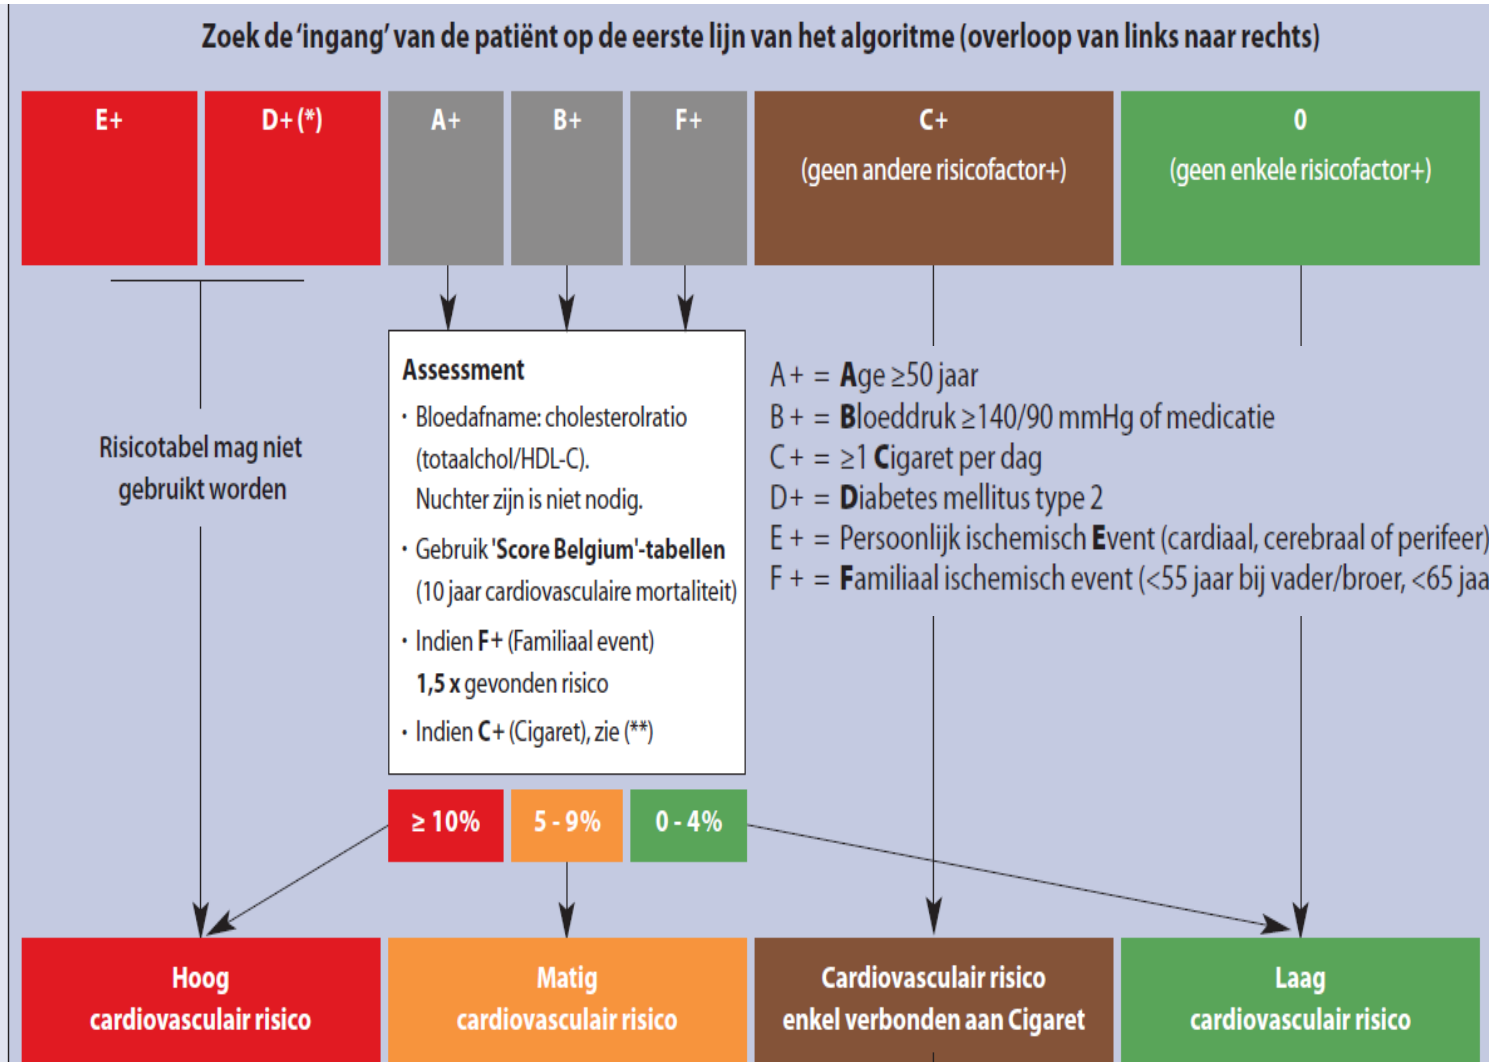 Zoek de ‘ingang’ van de patiënt op de eerste lijn van het algoritme (overloop van links naar rechts)
E+
D+ (*)
A+
B+
F+
C+
(geen andere risicofactor+)
0
(geen enkele risicofactor+)
Risicotabel mag niet
gebruikt worden
Assessment
· Bloedafname: cholesterolratio
(totaalchol/HDL-C).
Nuchter zijn is niet nodig.
· Gebruik 'Score Belgium'-tabellen
(10 jaar cardiovasculaire mortaliteit)
· Indien F+ (Familiaal event)
1,5 x gevonden risico
· Indien C+ (Cigaret), zie (**)
A+ = Age ≥50 jaar
B+ = Bloeddruk ≥140/90 mmHg of medicatie
C+ = ≥1 Cigaret per dag
D+ = Diabetes mellitus type 2
E+ = Persoonlijk ischemisch Event (cardiaal, cerebraal of perifeer)
F+ = Familiaal ischemisch event (<55 jaar bij vader/broer, <65 jaa
≥ 10%
5 - 9%
0 - 4%
Hoog
cardiovasculair risico
Matig
cardiovasculair risico
Cardiovasculair risico
enkel verbonden aan Cigaret
Laag
cardiovasculair risico